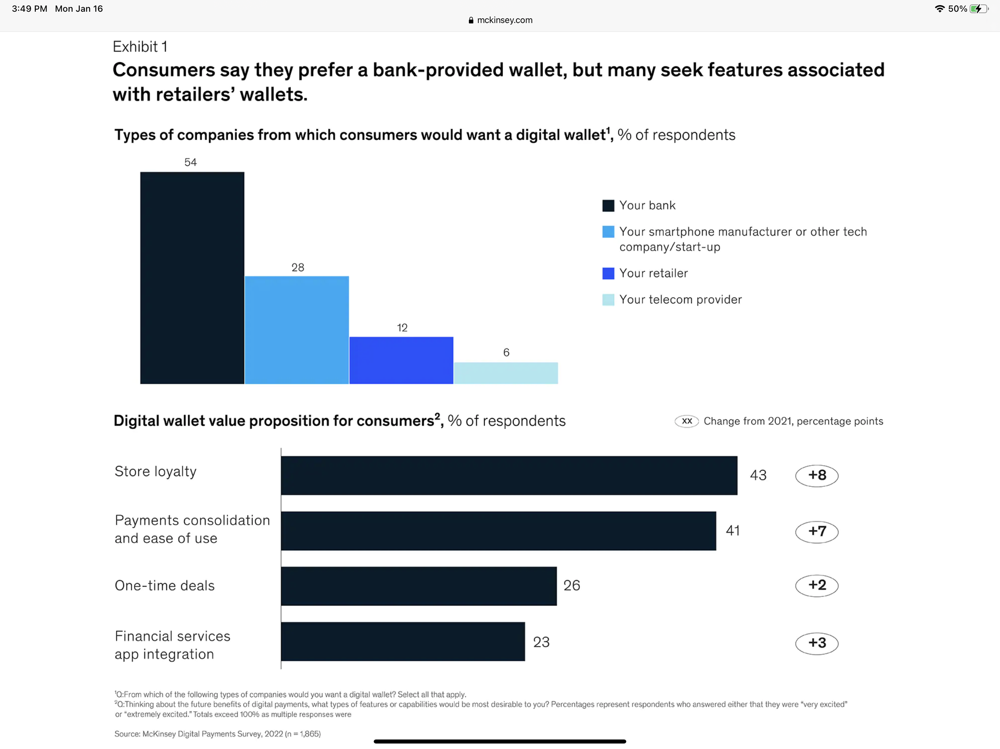 3:49 PM Mon Jan 16
50%
mckinsey.com
Exhibit 1
Consumers say they prefer a bank-provided wallet, but many seek features associated
with retailers’ wallets.
Types of companies from which consumers would want a digital wallet¹, % of respondents
54
28
12
6
Your bank
Your smartphone manufacturer or other tech
company/start-up
Your retailer
Your telecom provider
Digital wallet value proposition for consumers², % of respondents
xx Change from 2021, percentage points
Store loyalty
43
+8
Payments consolidation
and ease of use
41
+7
One-time deals
26
+2
Financial services
app integration
23
+3
¹Q:From which of the following types of companies would you want a digital wallet? Select all that apply.
²Q:Thinking about the future benefits of digital payments, what types of features or capabilities would be most desirable to you? Percentages represent respondents who answered either that they were “very excited”
or “extremely excited.” Totals exceed 100% as multiple responses were
Source: McKinsey Digital Payments Survey, 2022 (n = 1,865)